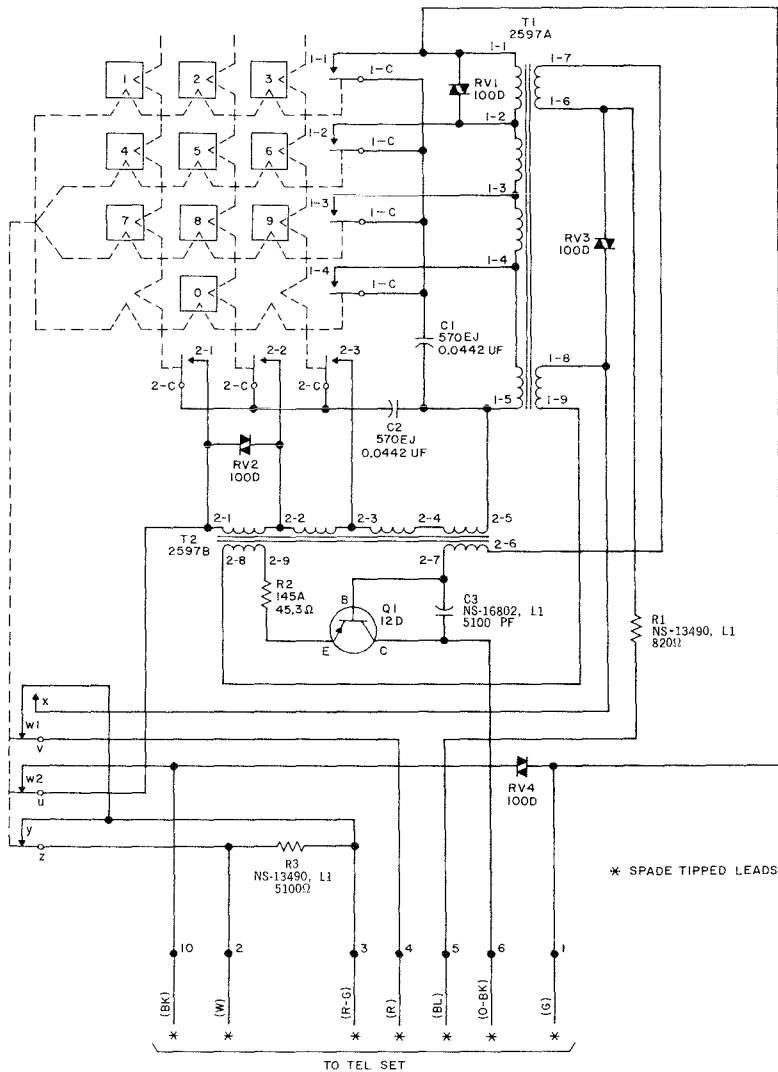 T1
2597A
1-1
1-1
1-7
1 2 3
1-C
RV1
100D
1-6
1-2
1-2
4 5 6
1-C
1-3
1-3
7 8 9
1-C
RV3
100D
1-4
1-4
0
1-C
C1
570EJ
0.0442 UF
2-1 2-2 2-3
1-8
2-C 2-C 2-C
1-5
1-9
C2
570EJ
0.0442 UF
RV2
100D
2-1 2-2 2-3 2-4 2-5
T2
2597B
2-6
2-8 2-9 2-7
R2
145A
45.3Ω
B
Q1
12D
C3
NS-16802, L1
5100 PF
R1
NS-13490, L1
820Ω
E C
x
w1
v
w2
u
RV4
100D
y
z
R3
NS-13490, L1
5100Ω
* SPADE TIPPED LEADS
10 2 3 4 5 6 1
(BK) (W) (R-G) (R) (BL) (O-BK) (G)
* * * * * * *
TO TEL SET